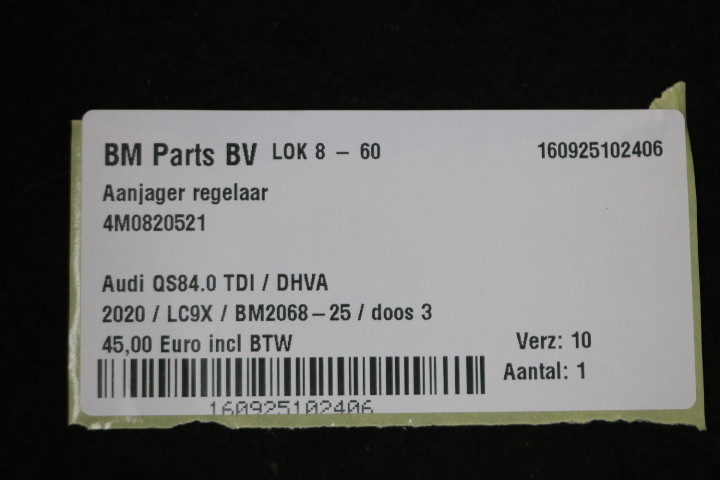 BM Parts BV LOK 8 – 60 160925102406
Aanjager regelaar
4M0820521
Audi QS84.0 TDI / DHVA
2020 / LC9X / BM2068–25 / doos 3
45,00 Euro incl BTW Verz: 10
Aantal: 1
160925102406